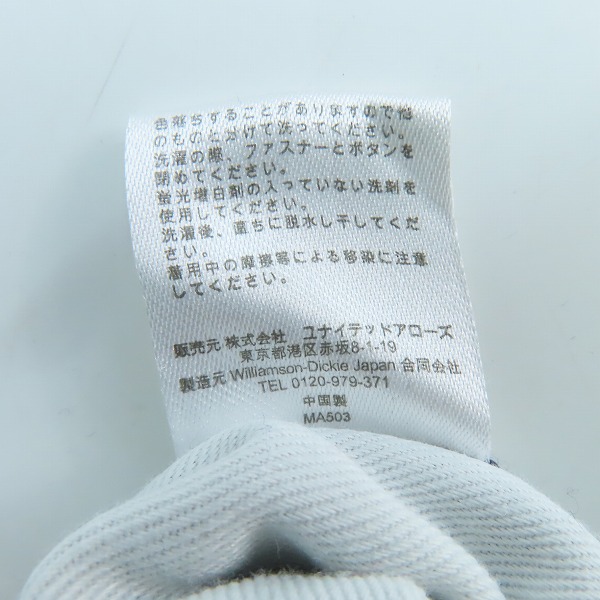 色落ちすることがありますので他
のものと分けて洗ってください。
洗濯の際、ファスナーとボタンを
閉めてください。
蛍光増白剤の入っていない洗剤を
使用してください。
洗濯後、直ちに脱水し干してくだ
さい。
着用中の摩擦等による移染に注意
してください。
販売元 株式会社 ユナイテッドアローズ
東京都港区赤坂8-1-19
製造元 Williamson-Dickie Japan 合同会社
TEL 0120-979-371
中国製
MA503